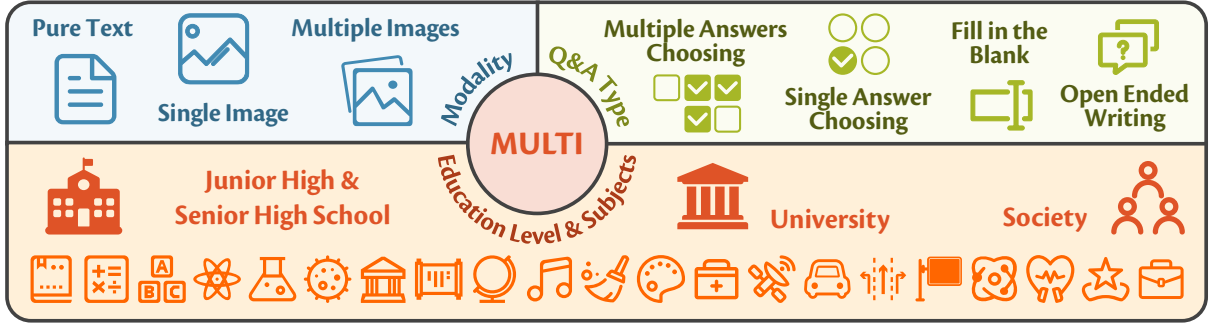 Pure Text
Single Image
Multiple Images
Modality
Q&A Type
Multiple Answers
Choosing
Single Answer
Choosing
Fill in the
Blank
Open Ended
Writing
MULTI
Education Level & Subjects
Junior High &
Senior High School
University
Society
A
B C